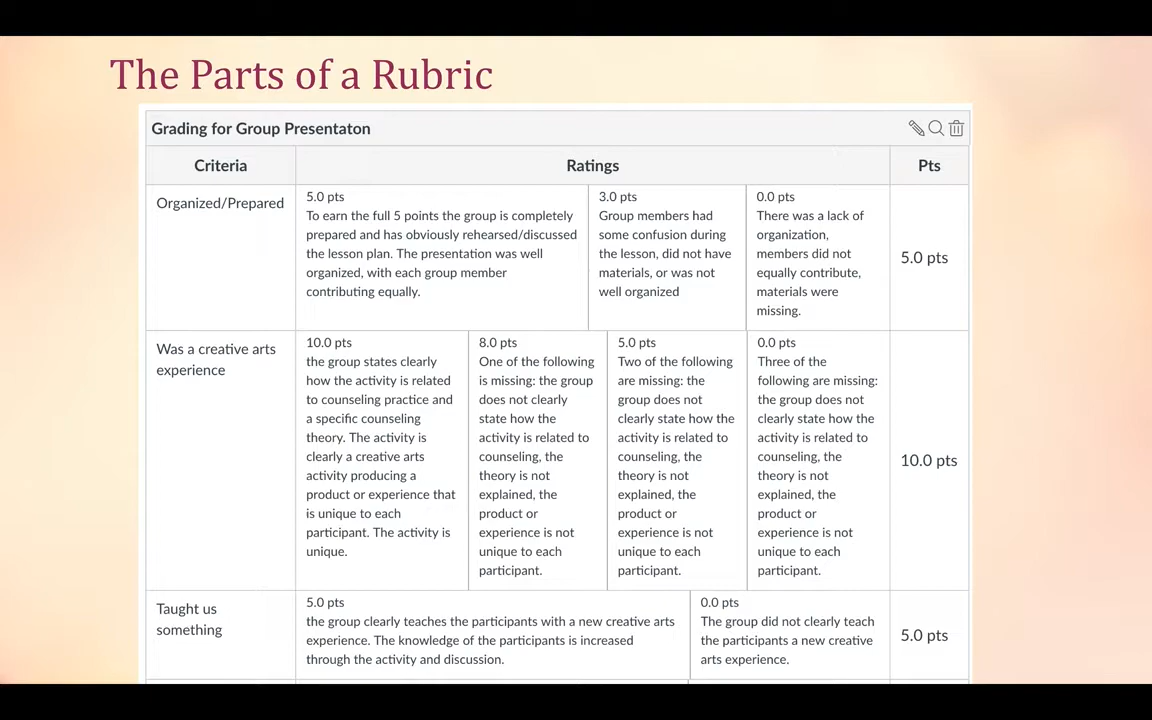 The Parts of a Rubric
Grading for Group Presentaton
Criteria
Ratings
Pts
Organized/Prepared
5.0 pts
To earn the full 5 points the group is completely
prepared and has obviously rehearsed/discussed
the lesson plan. The presentation was well
organized, with each group member
contributing equally.
3.0 pts
Group members had
some confusion during
the lesson, did not have
materials, or was not
well organized
0.0 pts
There was a lack of
organization,
members did not
equally contribute,
materials were
missing.
5.0 pts
Was a creative arts
experience
10.0 pts
the group states clearly
how the activity is related
to counseling practice and
a specific counseling
theory. The activity is
clearly a creative arts
activity producing a
product or experience that
is unique to each
participant. The activity is
unique.
8.0 pts
One of the following
is missing: the group
does not clearly
state how the
activity is related to
counseling, the
theory is not
explained, the
product or
experience is not
unique to each
participant.
5.0 pts
Two of the following
are missing: the
group does not
clearly state how the
activity is related to
counseling, the
theory is not
explained, the
product or
experience is not
unique to each
participant.
0.0 pts
Three of the
following are missing:
the group does not
clearly state how the
activity is related to
counseling, the
theory is not
explained, the
product or
experience is not
unique to each
participant.
10.0 pts
Taught us
something
5.0 pts
the group clearly teaches the participants with a new creative arts
experience. The knowledge of the participants is increased
through the activity and discussion.
0.0 pts
The group did not clearly teach
the participants a new creative
arts experience.
5.0 pts